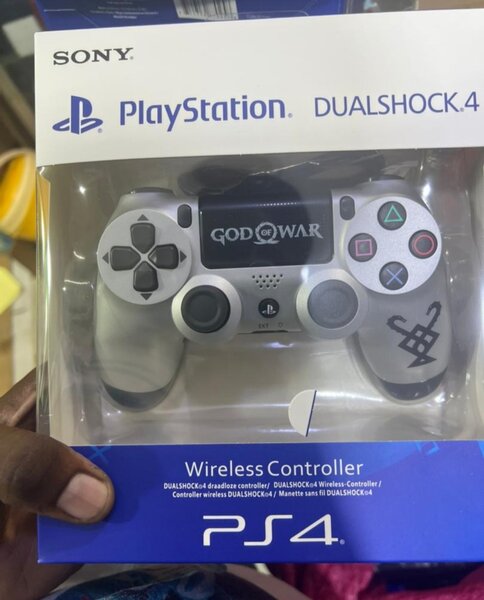 SONY
PlayStation® DUALSHOCK®4
GOD OF WAR
EXT
Wireless Controller
DUALSHOCK®4 draadloze controller/ DUALSHOCK®4 Wireless-Controller /
Controller wireless DUALSHOCK®4 / Manette sans fil DUALSHOCK®4
PS4®